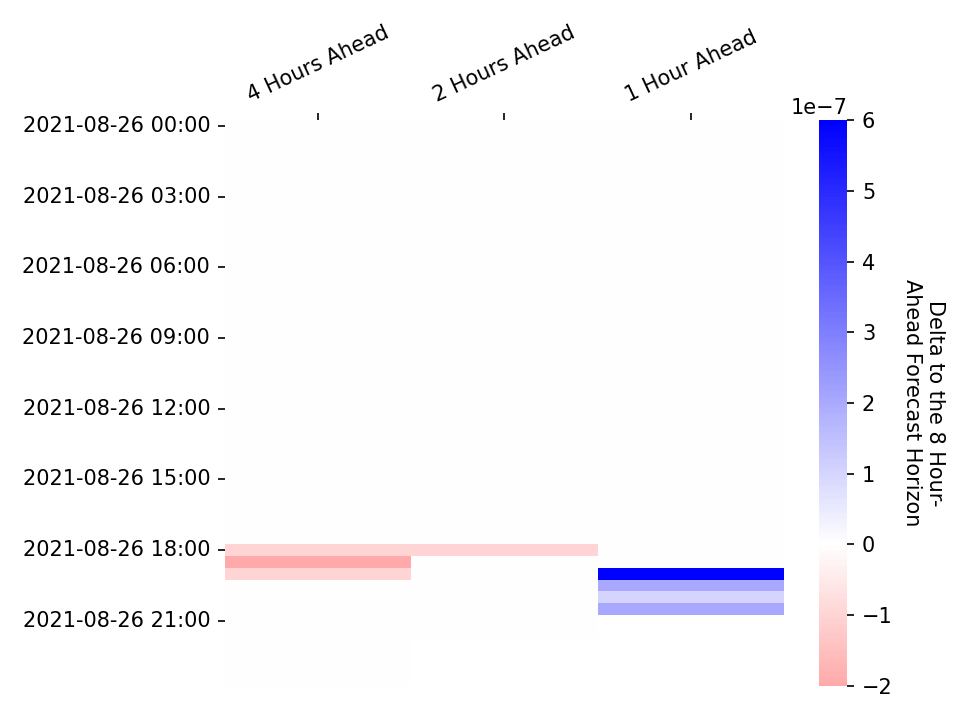 4 Hours Ahead
2 Hours Ahead
1 Hour Ahead
1e−7
2021-08-26 00:00
2021-08-26 03:00
2021-08-26 06:00
2021-08-26 09:00
2021-08-26 12:00
2021-08-26 15:00
2021-08-26 18:00
2021-08-26 21:00
6
5
4
3
2
1
0
−1
−2
Delta to the 8 Hour-
Ahead Forecast Horizon